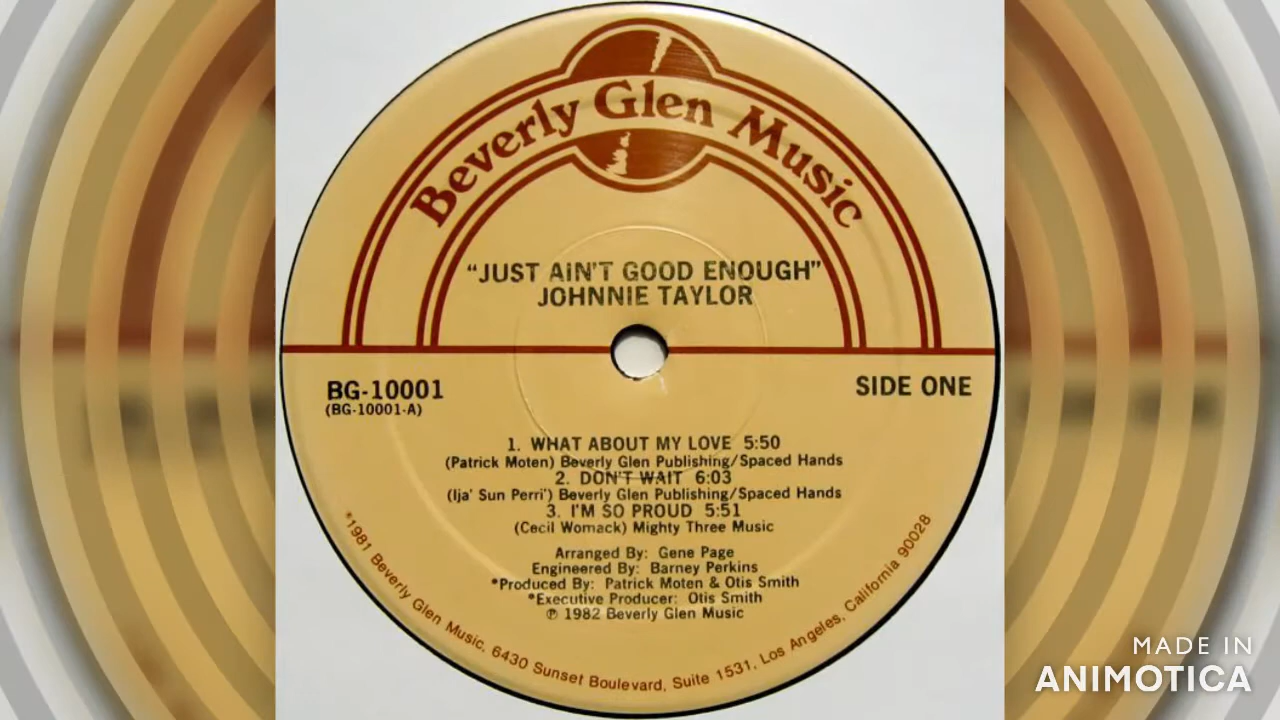 Beverly Glen Music
"JUST AIN'T GOOD ENOUGH"
JOHNNIE TAYLOR
BG-10001
(BG-10001-A)
SIDE ONE
1. WHAT ABOUT MY LOVE 5:50
(Patrick Moten) Beverly Glen Publishing/Spaced Hands
2. DON'T WAIT 6:03
(Ija' Sun Perri') Beverly Glen Publishing/Spaced Hands
3. I'M SO PROUD 5:51
(Cecil Womack) Mighty Three Music
Arranged By: Gene Page
Engineered By: Barney Perkins
*Produced By: Patrick Moten & Otis Smith
*Executive Producer: Otis Smith
℗ 1982 Beverly Glen Music
*1981 Beverly Glen Music, 6430 Sunset Boulevard, Suite 1531, Los Angeles, California 90028
MADE IN
ANIMOTICA